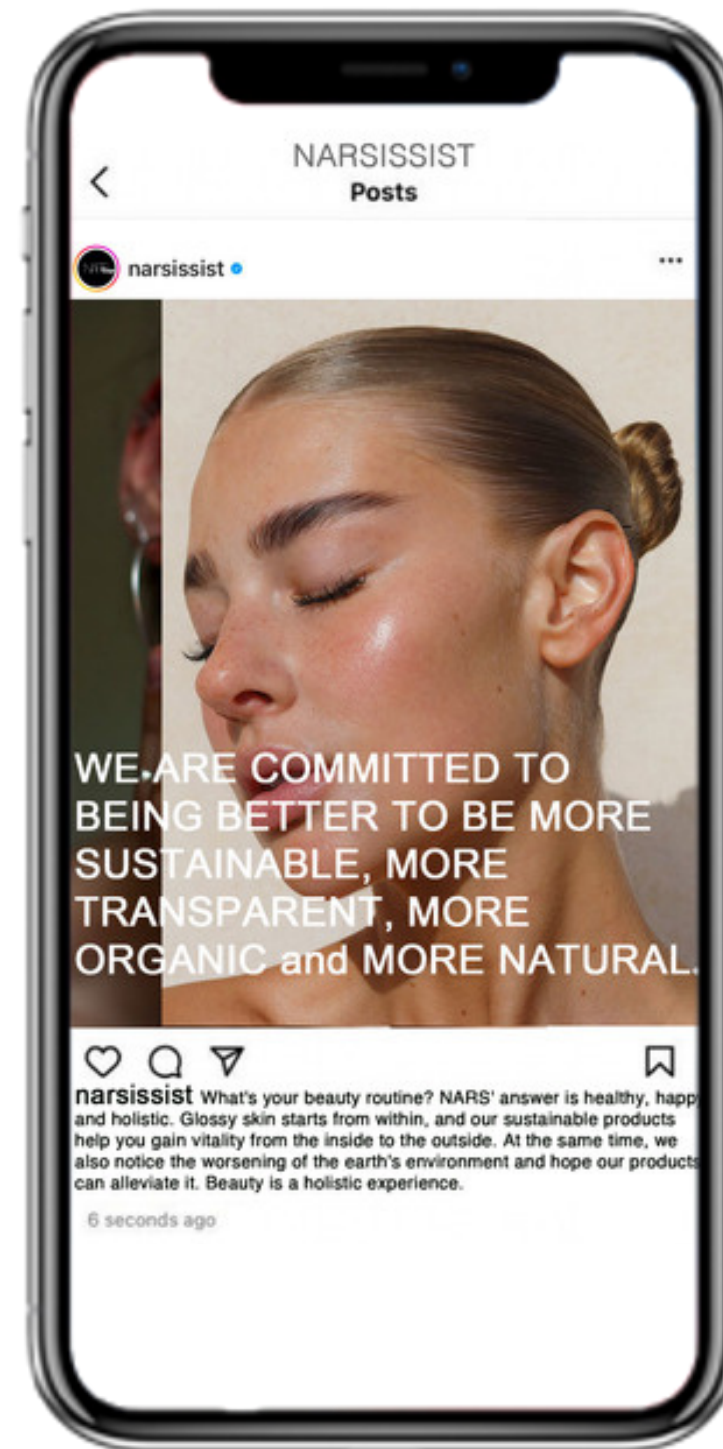 NARSISSIST
Posts
narsissist
WE ARE COMMITTED TO
BEING BETTER TO BE MORE
SUSTAINABLE, MORE
TRANSPARENT, MORE
ORGANIC and MORE NATURAL.
narsissist What's your beauty routine? NARS' answer is healthy, happ
and holistic. Glossy skin starts from within, and our sustainable products
help you gain vitality from the inside to the outside. At the same time, we
also notice the worsening of the earth's environment and hope our products
can alleviate it. Beauty is a holistic experience.
6 seconds ago